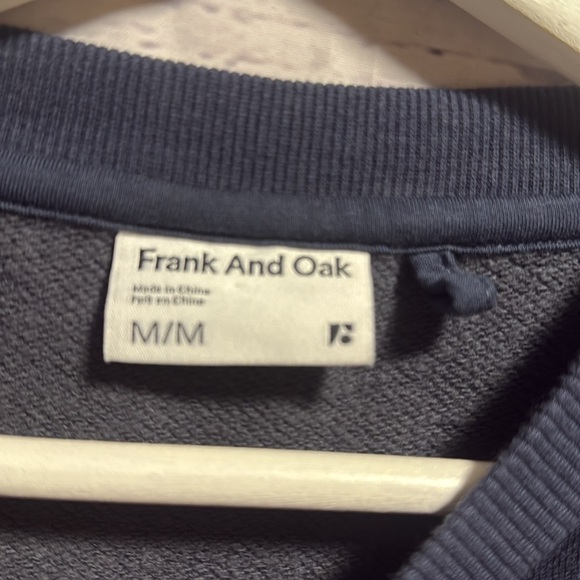 Frank And Oak
Made in China
Fait en Chine
M/M